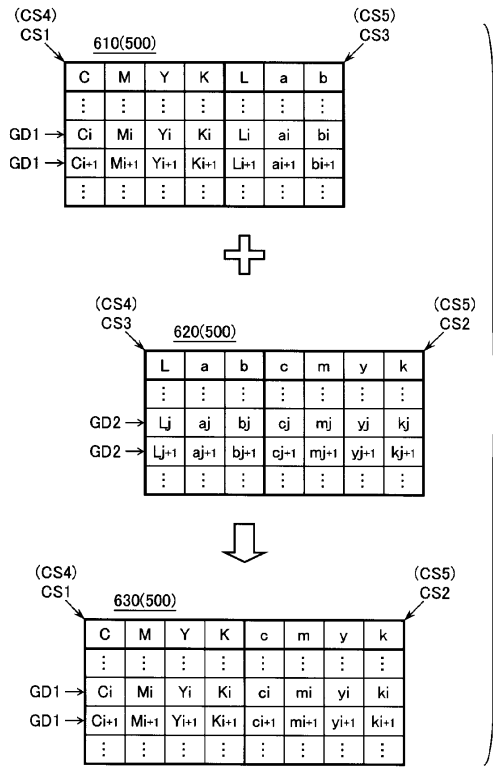 (CS4) (CS5)
CS1 610(500) CS3
C M Y K L a b
⋮ ⋮ ⋮ ⋮ ⋮ ⋮ ⋮
GD1 Ci Mi Yi Ki Li ai bi
GD1 Ci+1 Mi+1 Yi+1 Ki+1 Li+1 ai+1 bi+1
⋮ ⋮ ⋮ ⋮ ⋮ ⋮ ⋮
(CS4) (CS5)
CS3 620(500) CS2
L a b c m y k
⋮ ⋮ ⋮ ⋮ ⋮ ⋮ ⋮
GD2 Lj aj bj cj mj yj kj
GD2 Lj+1 aj+1 bj+1 cj+1 mj+1 yj+1 kj+1
⋮ ⋮ ⋮ ⋮ ⋮ ⋮ ⋮
(CS4) (CS5)
CS1 630(500) CS2
C M Y K c m y k
⋮ ⋮ ⋮ ⋮ ⋮ ⋮ ⋮ ⋮
GD1 Ci Mi Yi Ki ci mi yi ki
GD1 Ci+1 Mi+1 Yi+1 Ki+1 ci+1 mi+1 yi+1 ki+1
⋮ ⋮ ⋮ ⋮ ⋮ ⋮ ⋮ ⋮